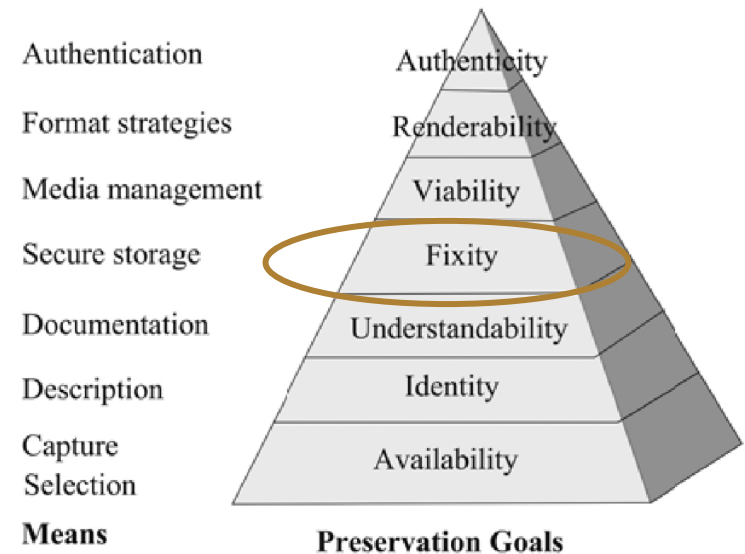 Authentication
Authenticity
Format strategies
Renderability
Media management
Viability
Secure storage
Fixity
Documentation
Understandability
Description
Identity
Capture
Selection
Availability
Means
Preservation Goals